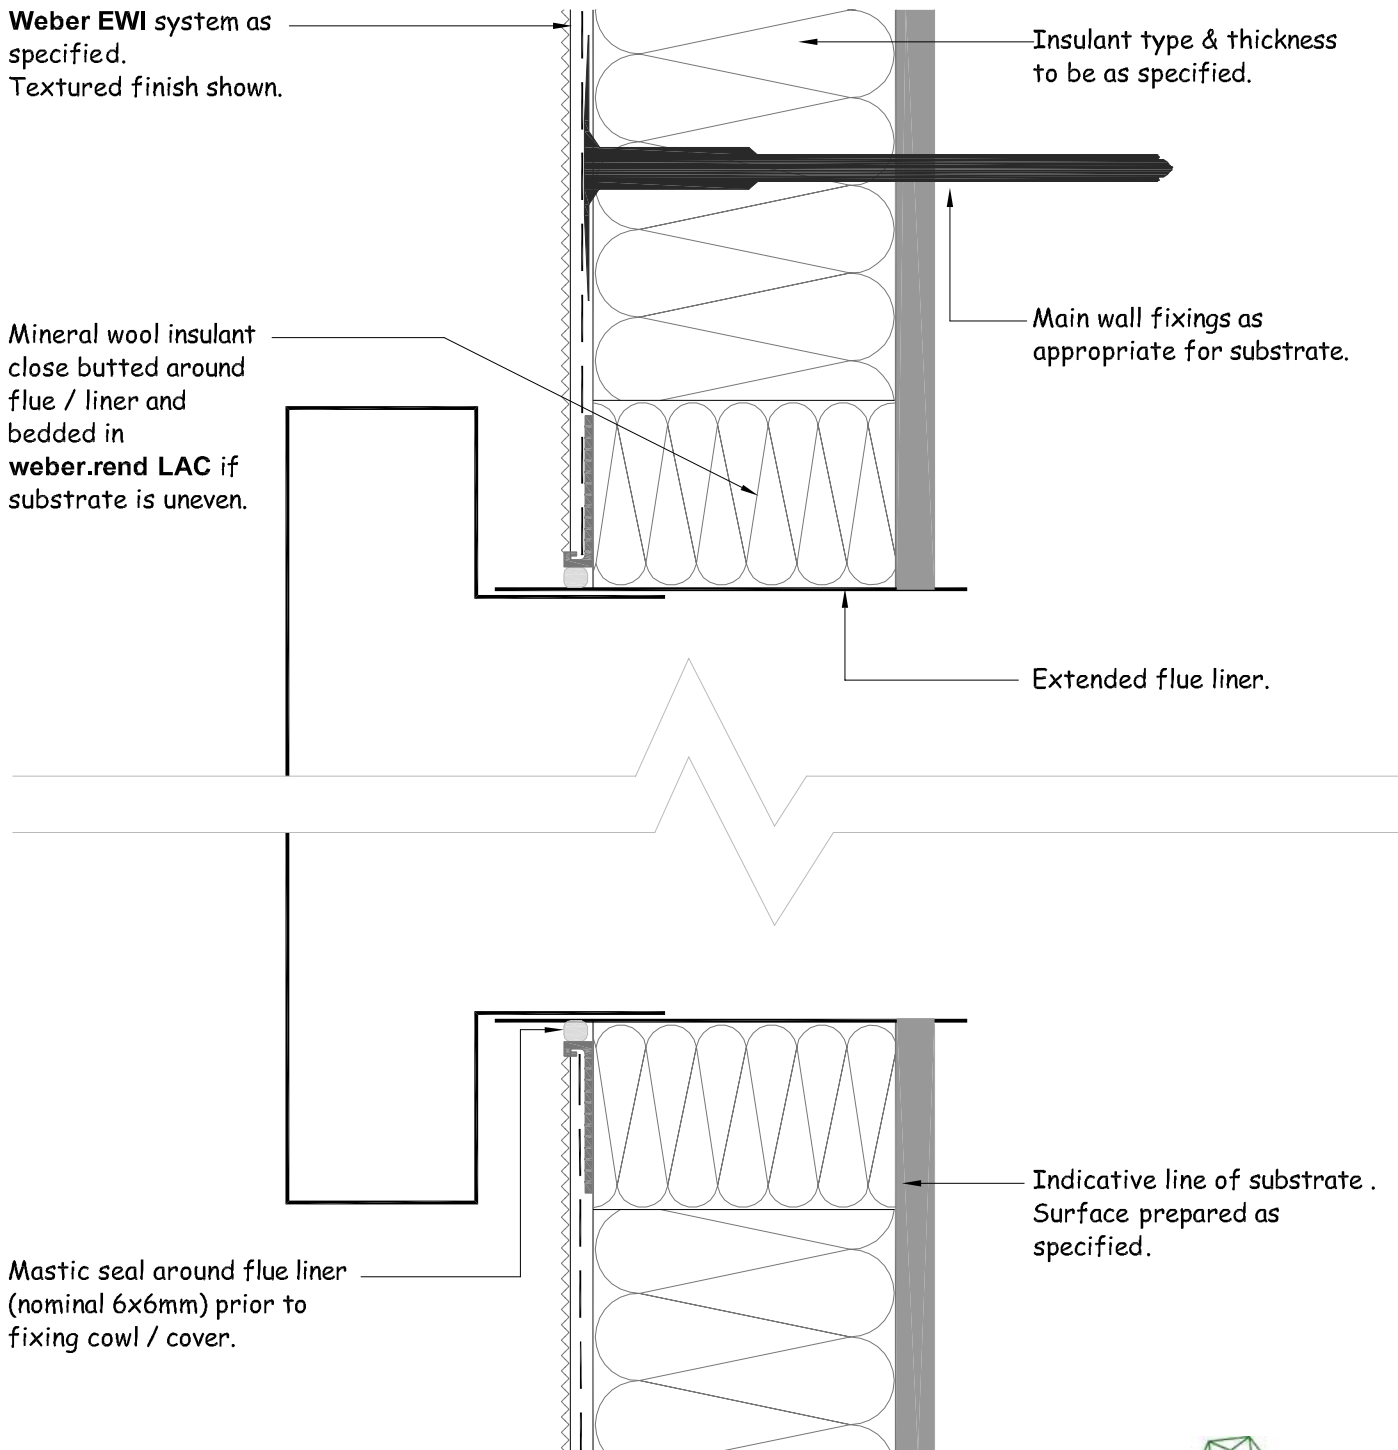 Weber EWI system as
specified.
Textured finish shown.
Insulant type & thickness
to be as specified.
Main wall fixings as
appropriate for substrate.
Mineral wool insulant
close butted around
flue / liner and
bedded in
weber.rend LAC if
substrate is uneven.
Extended flue liner.
Indicative line of substrate .
Surface prepared as
specified.
Mastic seal around flue liner
(nominal 6x6mm) prior to
fixing cowl / cover.